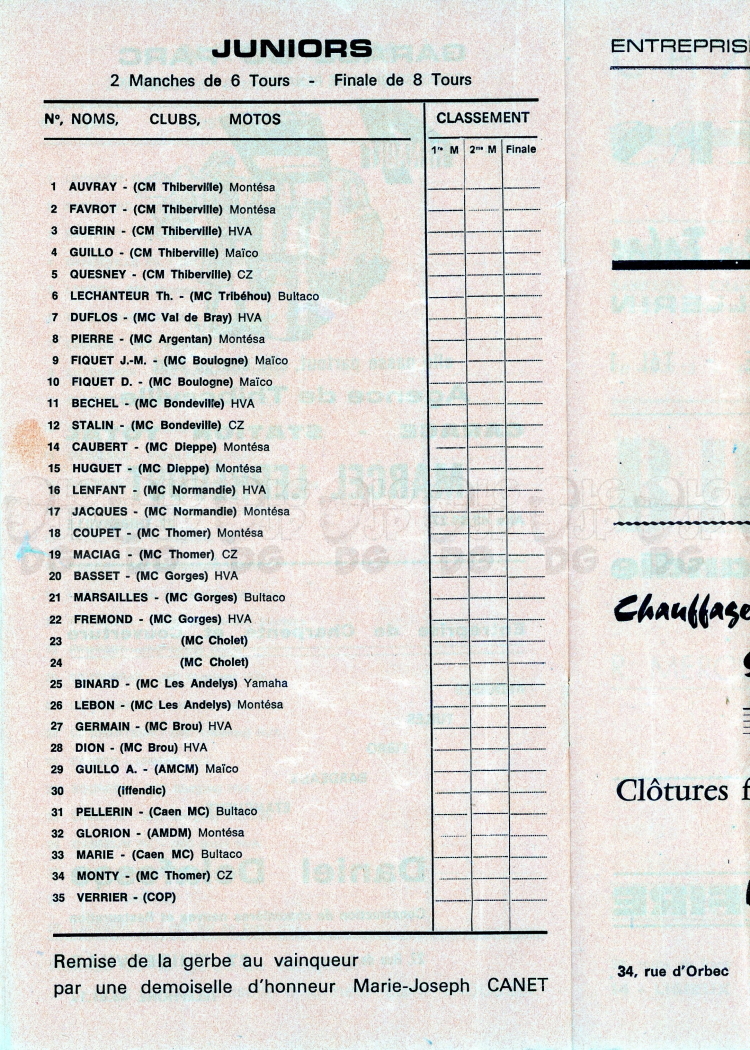 JUNIORS
2 Manches de 6 Tours - Finale de 8 Tours
Nº, NOMS, CLUBS, MOTOS
CLASSEMENT
1re M 2me M Finale
1 AUVRAY - (CM Thiberville) Montésa
2 FAVROT - (CM Thiberville) Montésa
3 GUERIN - (CM Thiberville) HVA
4 GUILLO - (CM Thiberville) Maïco
5 QUESNEY - (CM Thiberville) CZ
6 LECHANTEUR Th. - (MC Tribéhou) Bultaco
7 DUFLOS - (MC Val de Bray) HVA
8 PIERRE - (MC Argentan) Montésa
9 FIQUET J.-M. - (MC Boulogne) Maïco
10 FIQUET D. - (MC Boulogne) Maïco
11 BECHEL - (MC Bondeville) HVA
12 STALIN - (MC Bondeville) CZ
14 CAUBERT - (MC Dieppe) Montésa
15 HUGUET - (MC Dieppe) Montésa
16 LENFANT - (MC Normandie) HVA
17 JACQUES - (MC Normandie) Montésa
18 COUPET - (MC Thomer) Montésa
19 MACIAG - (MC Thomer) CZ
20 BASSET - (MC Gorges) HVA
21 MARSAILLES - (MC Gorges) Bultaco
22 FREMOND - (MC Gorges) HVA
23 (MC Cholet)
24 (MC Cholet)
25 BINARD - (MC Les Andelys) Yamaha
26 LEBON - (MC Les Andelys) Montésa
27 GERMAIN - (MC Brou) HVA
28 DION - (MC Brou) HVA
29 GUILLO A. - (AMCM) Maïco
30 (iffendic)
31 PELLERIN - (Caen MC) Bultaco
32 GLORION - (AMDM) Montésa
33 MARIE - (Caen MC) Bultaco
34 MONTY - (MC Thomer) CZ
35 VERRIER - (COP)
Remise de la gerbe au vainqueur
par une demoiselle d'honneur Marie-Joseph CANET
ENTREPRIS
Chauffage
Clôtures f
34, rue d'Orbec